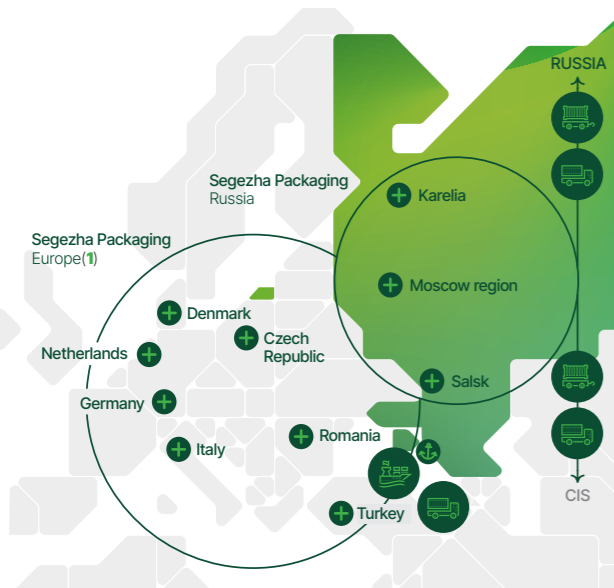 RUSSIA
Segezha Packaging
Russia
Karelia
Segezha Packaging
Europe(1)
Moscow region
Denmark
Czech
Republic
Netherlands
Salsk
Germany
Romania
Italy
CIS
Turkey